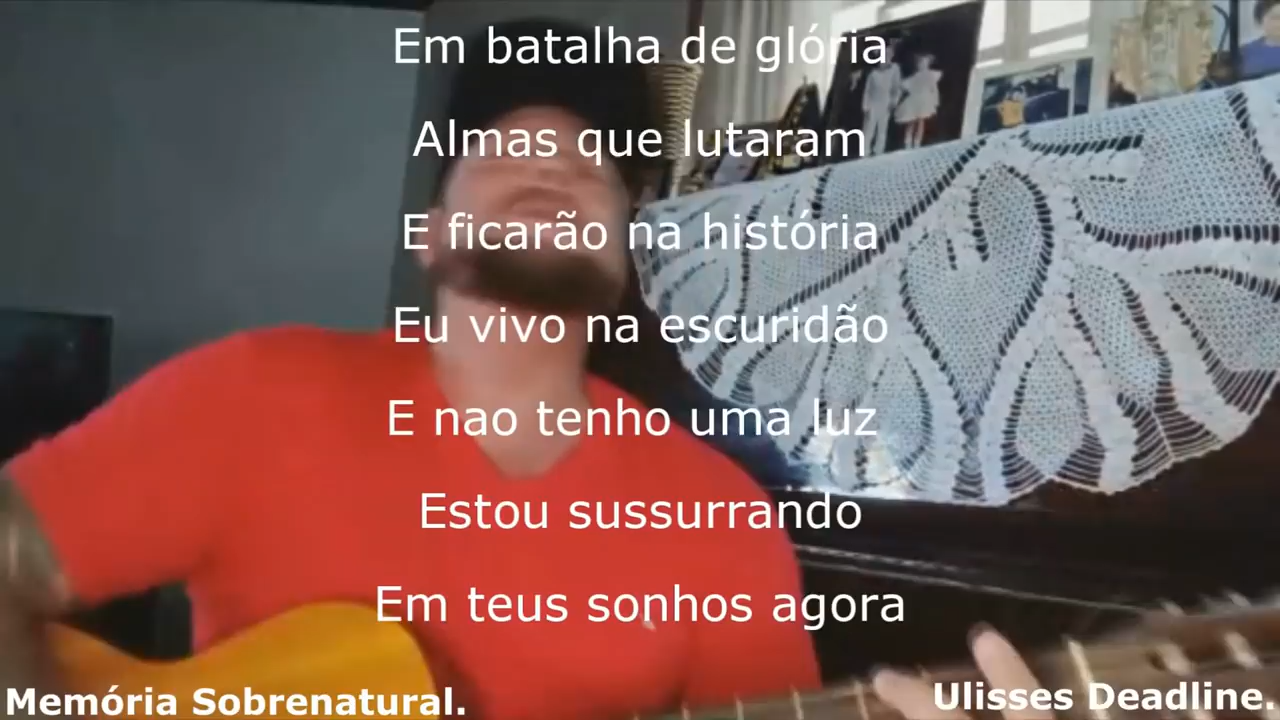 Em batalha de glória
Almas que lutaram
E ficarão na história
Eu vivo na escuridão
E nao tenho uma luz
Estou sussurrando
Em teus sonhos agora
Memória Sobrenatural.
Ulisses Deadline.